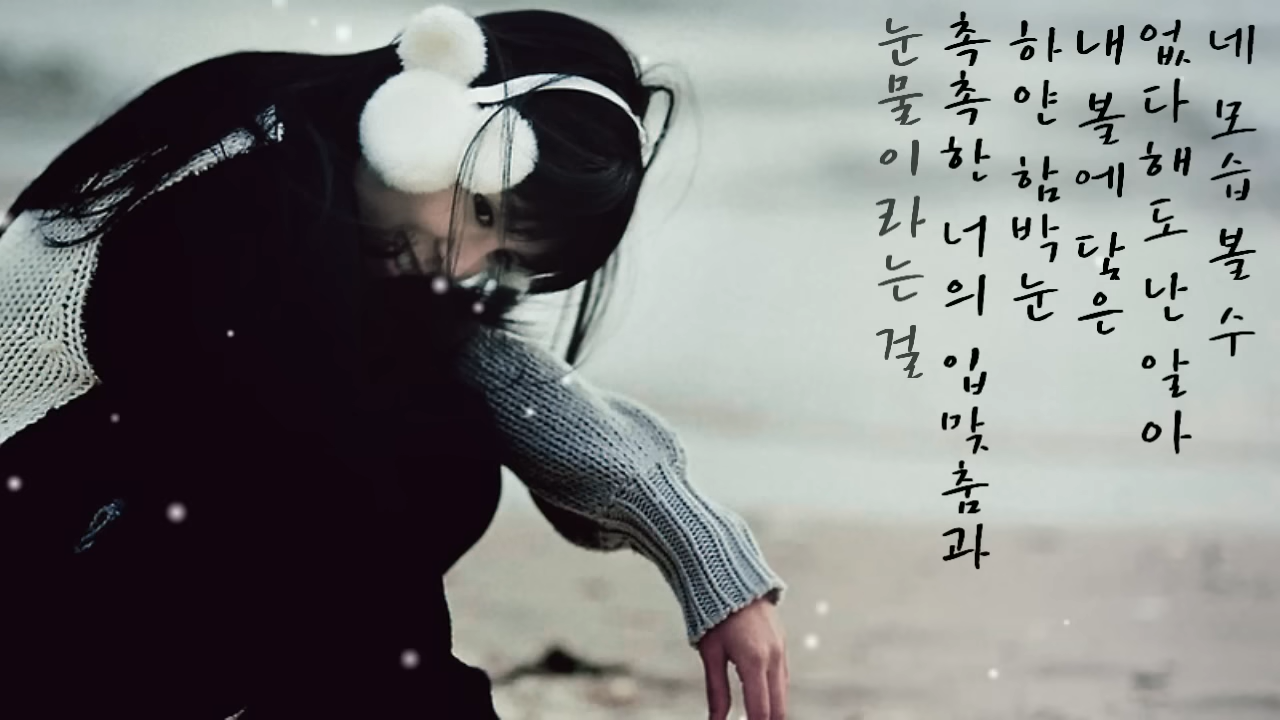 네 모습 볼 수
없다 해도 난 알아
내 볼에 닿은
하얀 함박눈
촉촉한 너의 입맞춤과
눈물이라는 걸